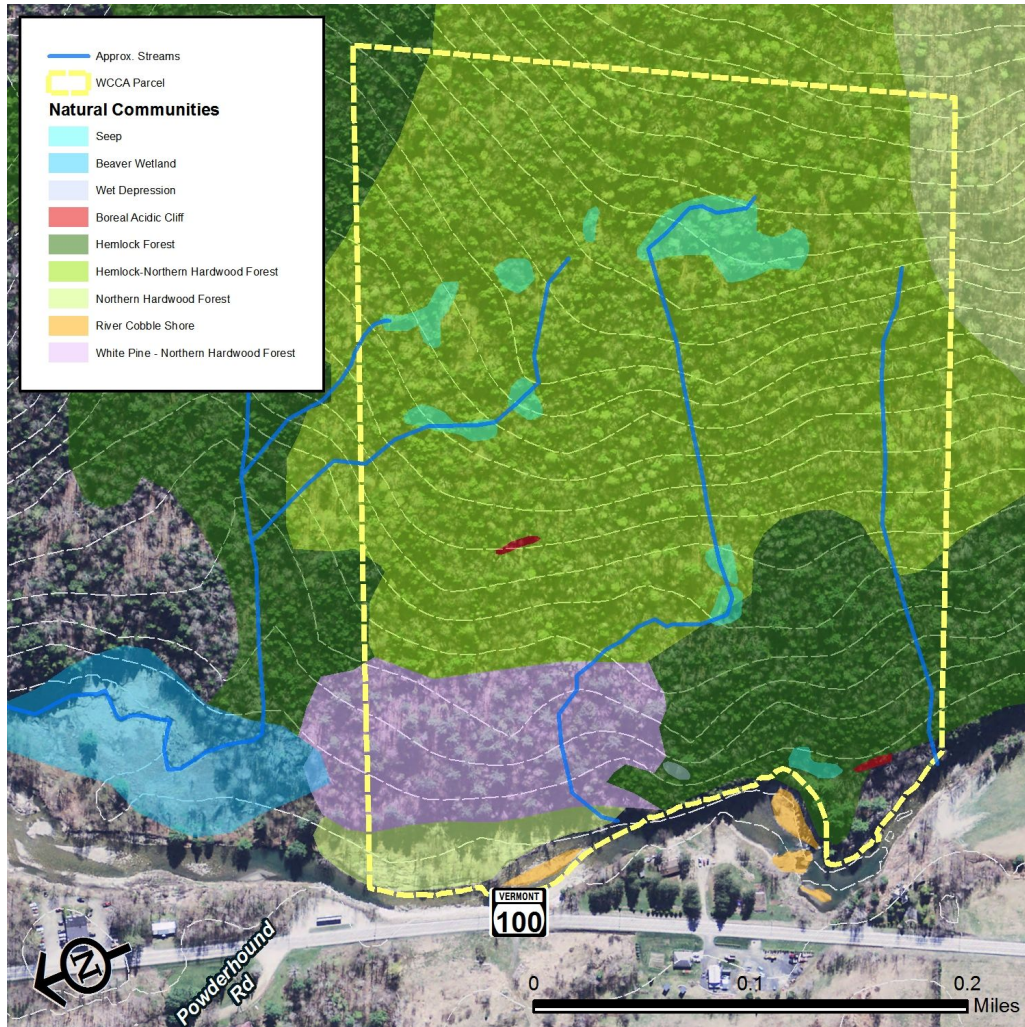 Approx. Streams
WCCA Parcel
Natural Communities
Seep
Beaver Wetland
Wet Depression
Boreal Acidic Cliff
Hemlock Forest
Hemlock-Northern Hardwood Forest
Northern Hardwood Forest
River Cobble Shore
White Pine - Northern Hardwood Forest
VERMONT
100
Powderhound
Rd
N
0 0.1 0.2
Miles